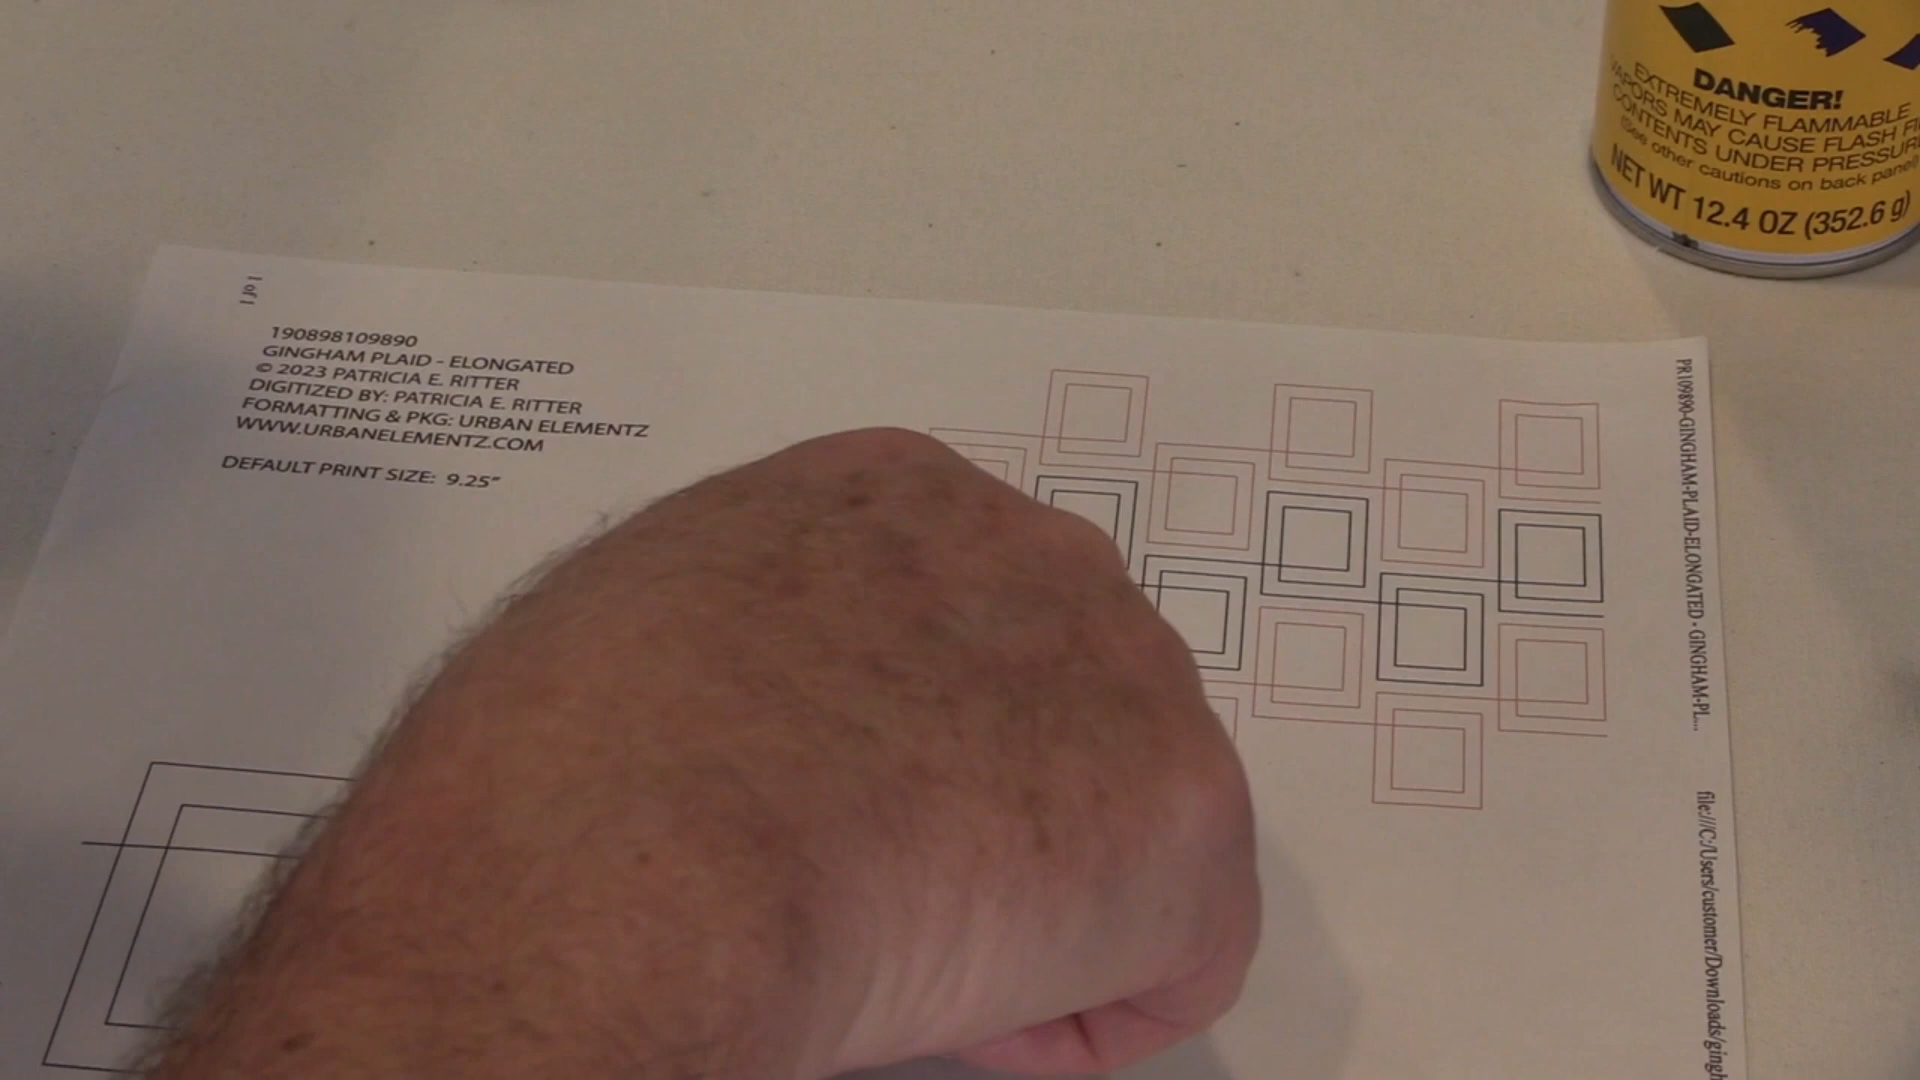 DANGER!
EXTREMELY FLAMMABLE
VAPORS MAY CAUSE FLASH
CONTENTS UNDER PRESSUR
(See other cautions on back panel)
NET WT 12.4 OZ (352.6 g)
1 of 1
190898109890
GINGHAM PLAID - ELONGATED
© 2023 PATRICIA E. RITTER
DIGITIZED BY: PATRICIA E. RITTER
FORMATTING & PKG: URBAN ELEMENTZ
WWW.URBANELEMENTZ.COM
DEFAULT PRINT SIZE: 9.25"
PR109890-GINGHAM-PLAID-ELONGATED - GINGHAM-PL...
file:///C:/Users/customer/Downloads/gingh